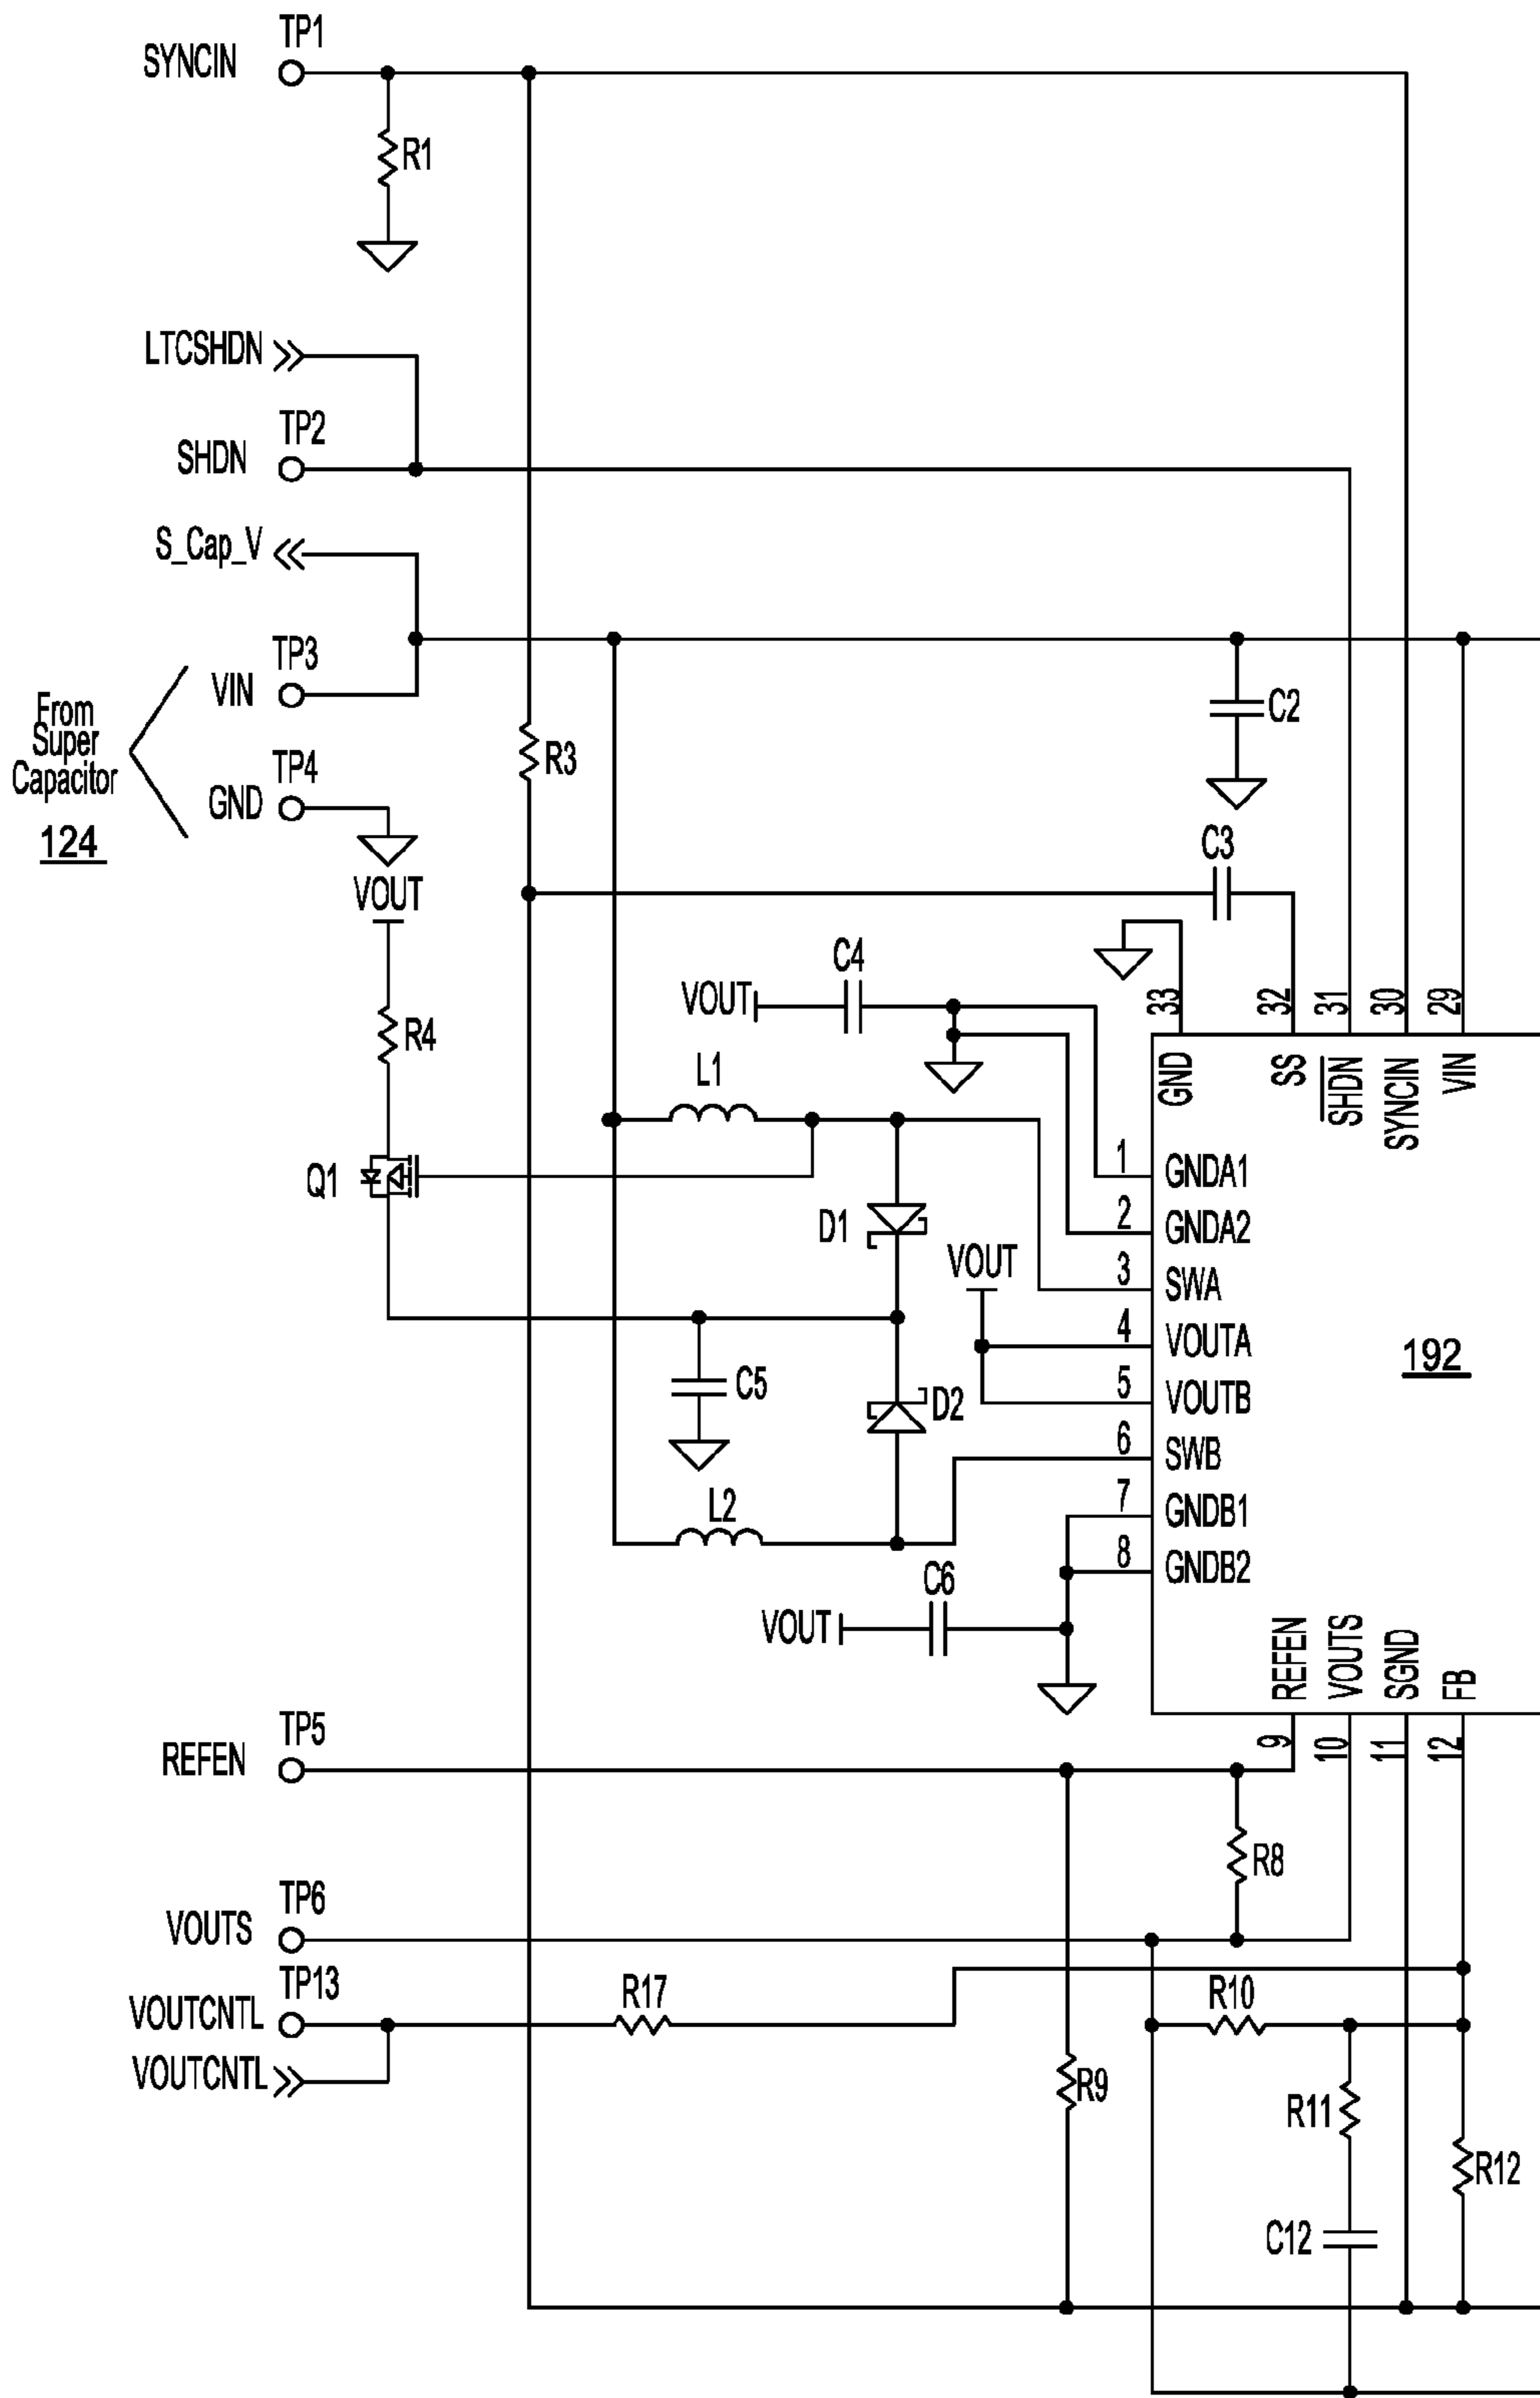 TP1
SYNCIN
R1
LTCSHDN
TP2
SHDN
S_Cap_V
TP3
VIN
From
Super
Capacitor
124
TP4
GND
C2
R3
C3
VOUT
R4
C4
VOUT
33
32
31
30
29
GND
SS
SHDN
SYNCIN
VIN
L1
Q1
D1
VOUT
1
GNDA1
2
GNDA2
3
SWA
4
VOUTA
5
VOUTB
6
SWB
7
GNDB1
8
GNDB2
192
C5
D2
L2
C6
VOUT
REFEN
VOUTS
SGND
FB
9
10
11
12
TP5
REFEN
R8
TP6
VOUTS
TP13
VOUTCNTL
VOUTCNTL
R17
R10
R9
R11
R12
C12